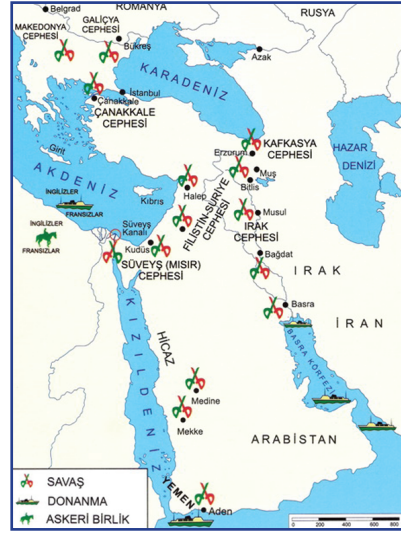 Belgrad
ROMANYA
RUSYA
GALİÇYA
CEPHESİ
MAKEDONYA
CEPHESİ
Bükreş
Azak
KARADENİZ
İstanbul
Çanakkale
ÇANAKKALE
CEPHESİ
HAZAR
DENİZİ
KAFKASYA
CEPHESİ
Erzurum
Muş
Bitlis
Girit
AKDENİZ
Kıbrıs
Halep
FİLİSTİN-SURİYE
CEPHESİ
Musul
IRAK
CEPHESİ
İNGİLİZLER
FRANSIZLAR
İNGİLİZLER
FRANSIZLAR
Süveyş
Kanalı
Kudüs
SÜVEYŞ (MISIR)
CEPHESİ
Bağdat
IRAK
Basra
İRAN
BASRA KÖRFEZİ
KIZILDENİZ
HİCAZ
Medine
Mekke
ARABİSTAN
YEMEN
Aden
SAVAŞ
DONANMA
ASKERİ BİRLİK
0 200 400 600 800